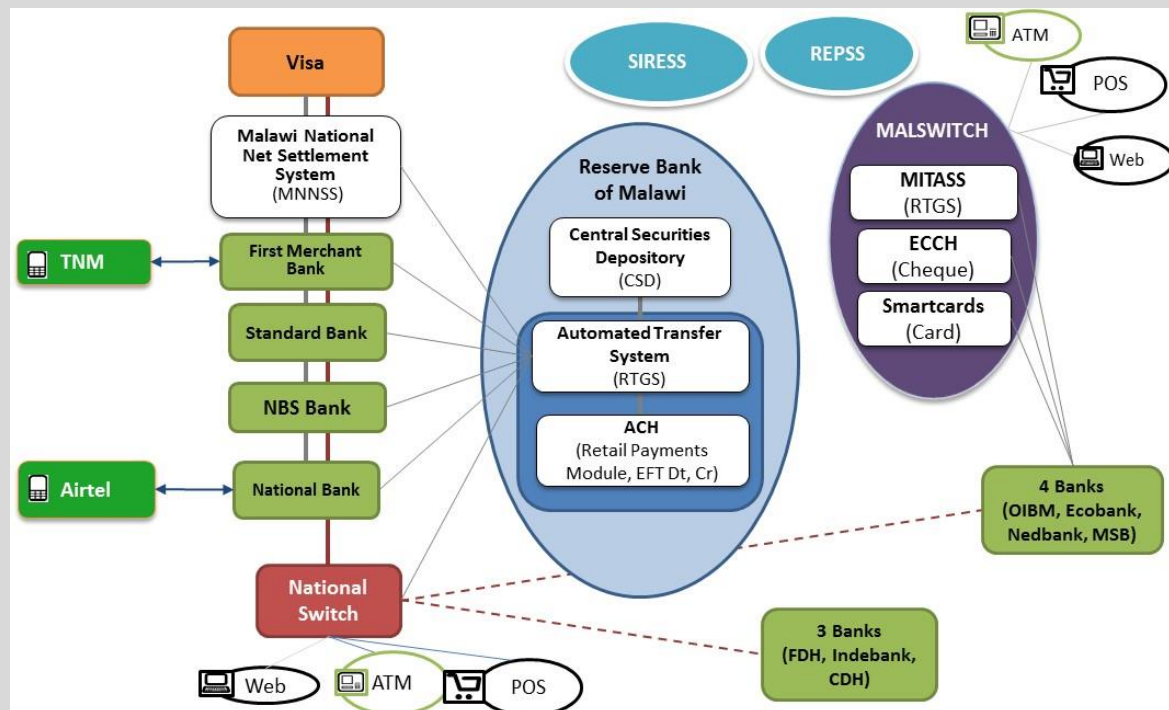 Visa
Malawi National
Net Settlement
System
(MNNSS)
TNM
First Merchant
Bank
Standard Bank
NBS Bank
Airtel
National Bank
National
Switch
Web
ATM
POS
SIRESS
REPSS
Reserve Bank
of Malawi
Central Securities
Depository
(CSD)
Automated Transfer
System
(RTGS)
ACH
(Retail Payments
Module, EFT Dt, Cr)
MALSWITCH
MITASS
(RTGS)
ECCH
(Cheque)
Smartcards
(Card)
ATM
POS
Web
4 Banks
(OIBM, Ecobank,
Nedbank, MSB)
3 Banks
(FDH, Indebank,
CDH)